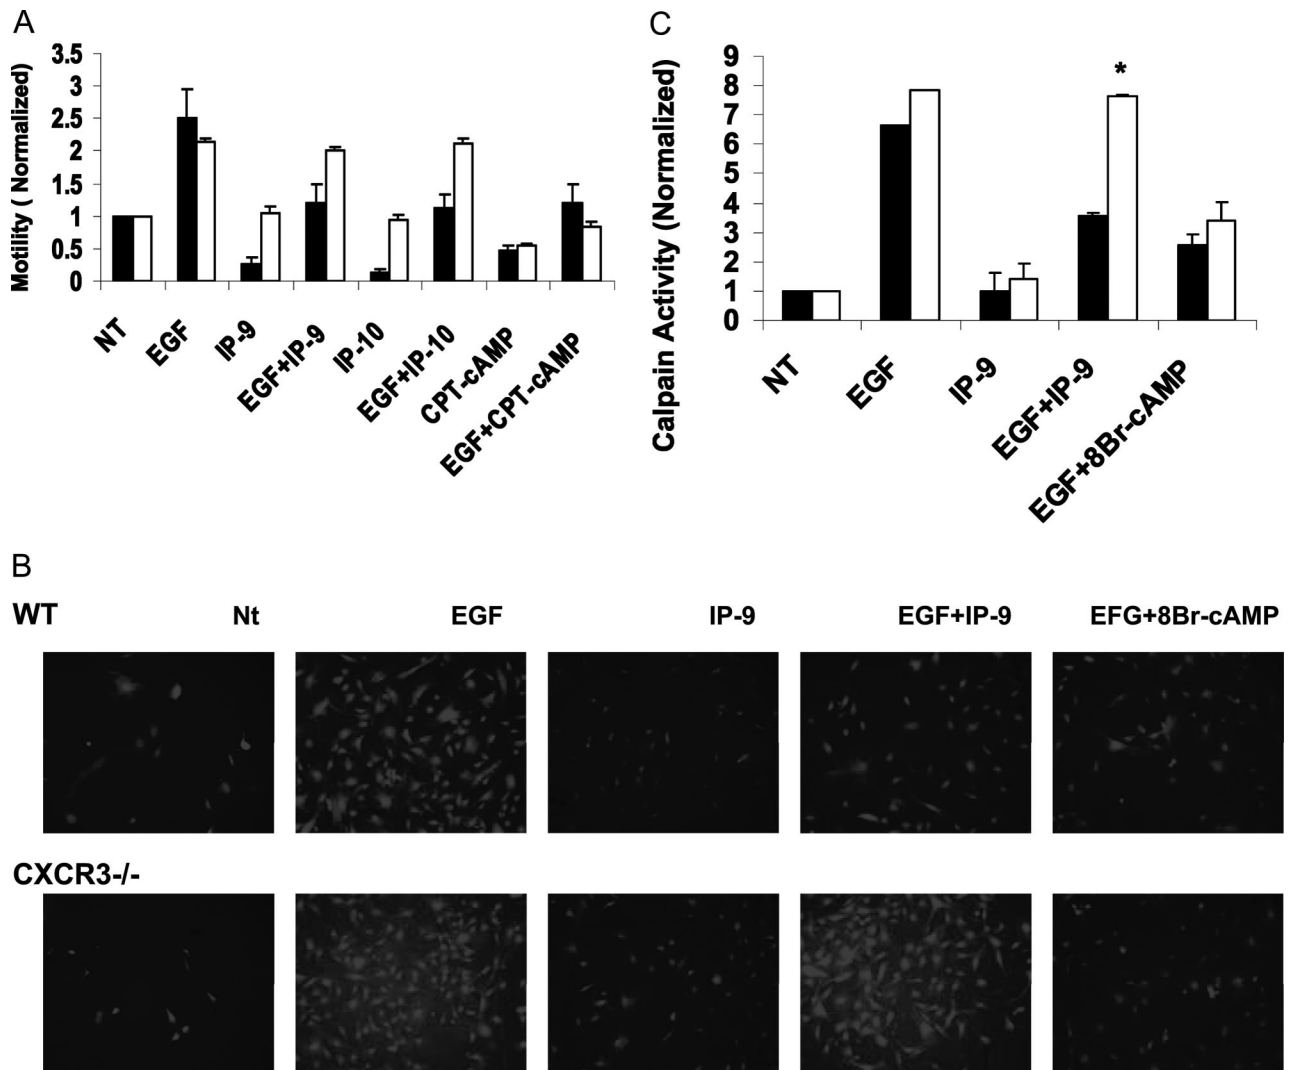 A
Motility ( Normalized)
3.5
3
2.5
2
1.5
1
0.5
0
NT
EGF
IP-9
EGF+IP-9
IP-10
EGF+IP-10
CPT-cAMP
EGF+CPT-cAMP
C
Calpain Activity (Normalized)
9
8
7
6
5
4
3
2
1
0
*
NT
EGF
IP-9
EGF+IP-9
EGF+8Br-cAMP
B
WT Nt EGF IP-9 EGF+IP-9 EFG+8Br-cAMP
CXCR3-/-